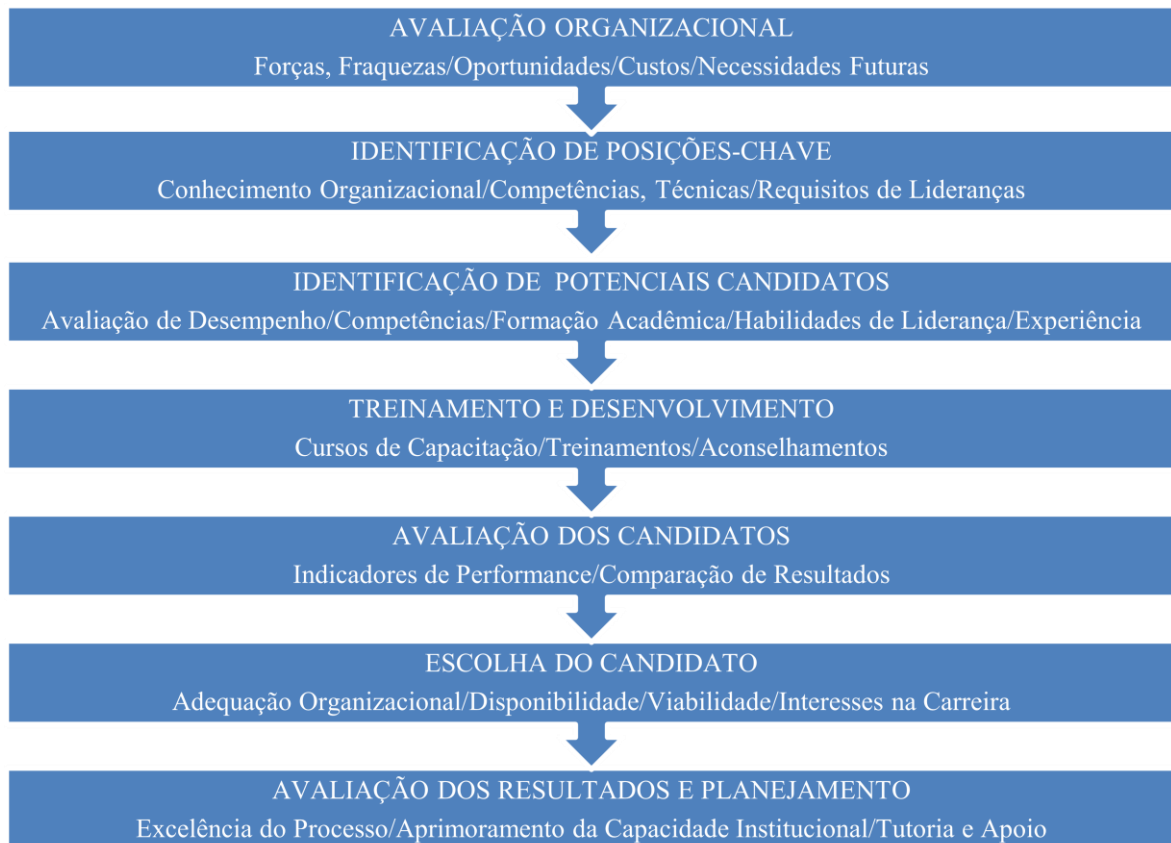 AVALIAÇÃO ORGANIZACIONAL
Forças, Fraquezas/Oportunidades/Custos/Necessidades Futuras
IDENTIFICAÇÃO DE POSIÇÕES-CHAVE
Conhecimento Organizacional/Competências, Técnicas/Requisitos de Lideranças
IDENTIFICAÇÃO DE POTENCIAIS CANDIDATOS
Avaliação de Desempenho/Competências/Formação Acadêmica/Habilidades de Liderança/Experiência
TREINAMENTO E DESENVOLVIMENTO
Cursos de Capacitação/Treinamentos/Aconselhamentos
AVALIAÇÃO DOS CANDIDATOS
Indicadores de Performance/Comparação de Resultados
ESCOLHA DO CANDIDATO
Adequação Organizacional/Disponibilidade/Viabilidade/Interesses na Carreira
AVALIAÇÃO DOS RESULTADOS E PLANEJAMENTO
Excelência do Processo/Aprimoramento da Capacidade Institucional/Tutoria e Apoio